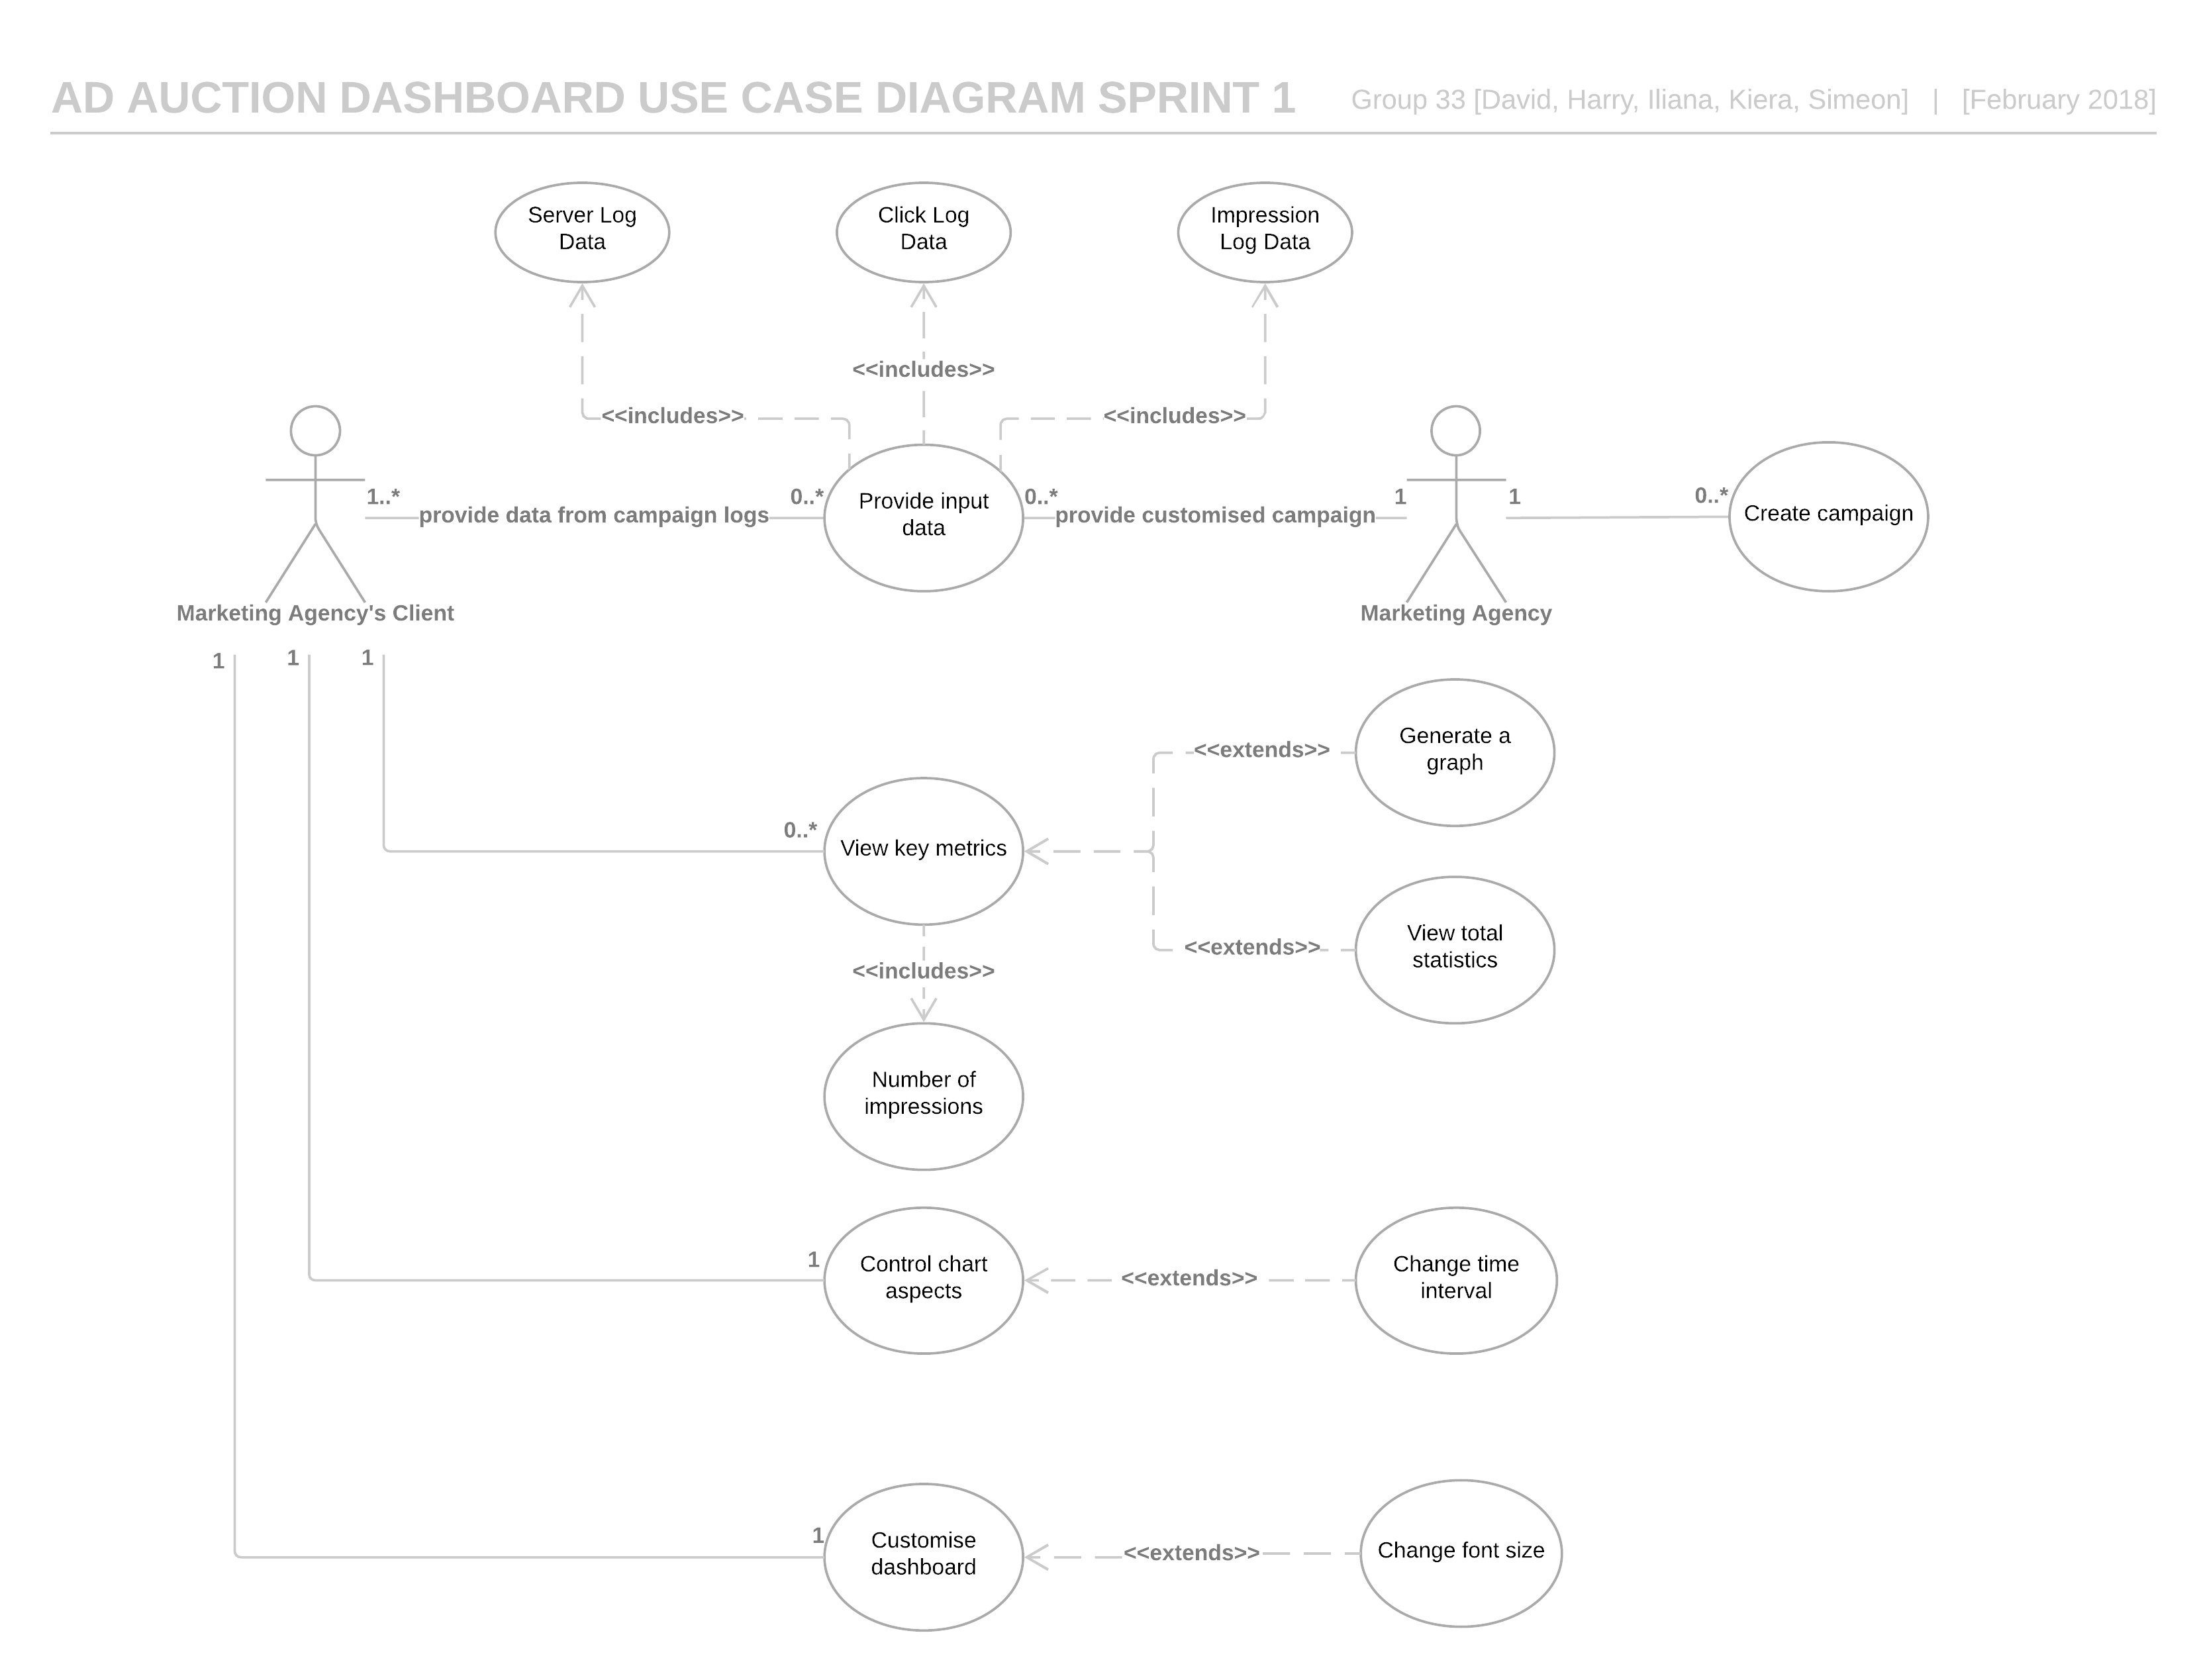 AD AUCTION DASHBOARD USE CASE DIAGRAM SPRINT 1
Group 33 [David, Harry, Iliana, Kiera, Simeon] | [February 2018]
Server Log
Data
Click Log
Data
Impression
Log Data
<<includes>>
<<includes>>
<<includes>>
1..*
provide data from campaign logs
0..*
Provide input
data
0..*
provide customised campaign
1
1
0..*
Create campaign
Marketing Agency's Client
Marketing Agency
1
1
1
Generate a
graph
<<extends>>
0..*
View key metrics
<<extends>>
View total
statistics
<<includes>>
Number of
impressions
1
Control chart
aspects
<<extends>>
Change time
interval
1
Customise
dashboard
<<extends>>
Change font size